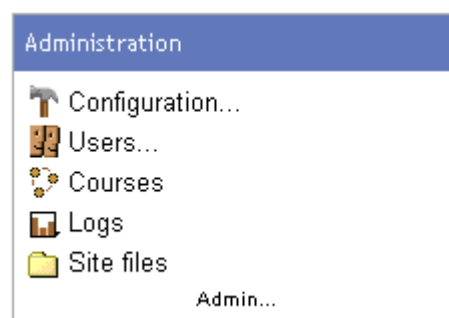 Administration
Configuration...
Users...
Courses
Logs
Site files
Admin...